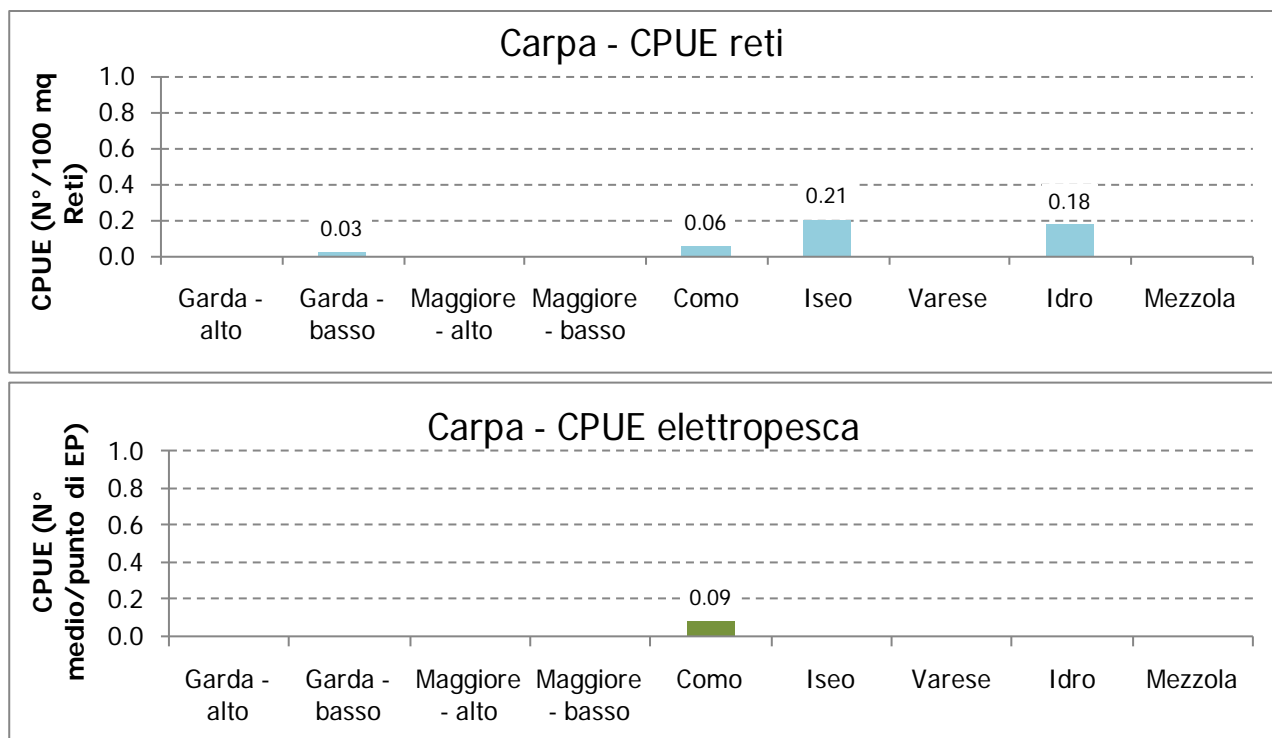 Carpa - CPUE reti
CPUE (N°/100 mq
Reti)
1.0
0.8
0.6
0.4
0.2
0.0
0.03
0.06
0.21
0.18
Garda -
alto
Garda -
basso
Maggiore
- alto
Maggiore
- basso
Como
Iseo
Varese
Idro
Mezzola
Carpa - CPUE elettropesca
CPUE (N°
medio/punto di EP)
1.0
0.8
0.6
0.4
0.2
0.0
0.09
Garda -
alto
Garda -
basso
Maggiore
- alto
Maggiore
- basso
Como
Iseo
Varese
Idro
Mezzola